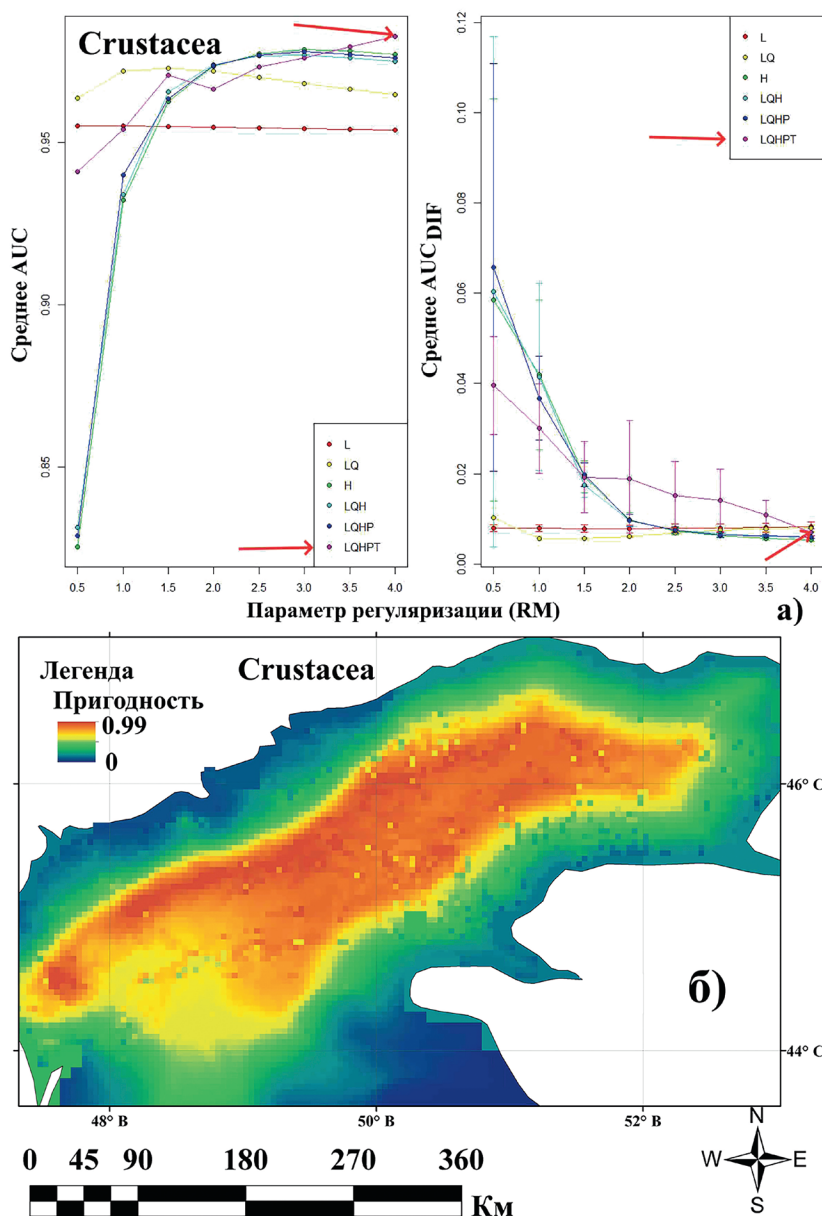 Crustacea
Среднее AUC
0.95
0.90
0.85
L
LQ
H
LQH
LQHP
LQHPT
0.5 1.0 1.5 2.0 2.5 3.0 3.5 4.0
Среднее AUC DIF
0.12
0.10
0.08
0.06
0.04
0.02
0.00
L
LQ
H
LQH
LQHP
LQHPT
0.5 1.0 1.5 2.0 2.5 3.0 3.5 4.0
Параметр регуляризации (RM)
а)
Легенда
Пригодность
0.99
0
Crustacea
46° С
б)
44° С
48° В 50° В 52° В
0 45 90 180 270 360
Км
N
W E
S